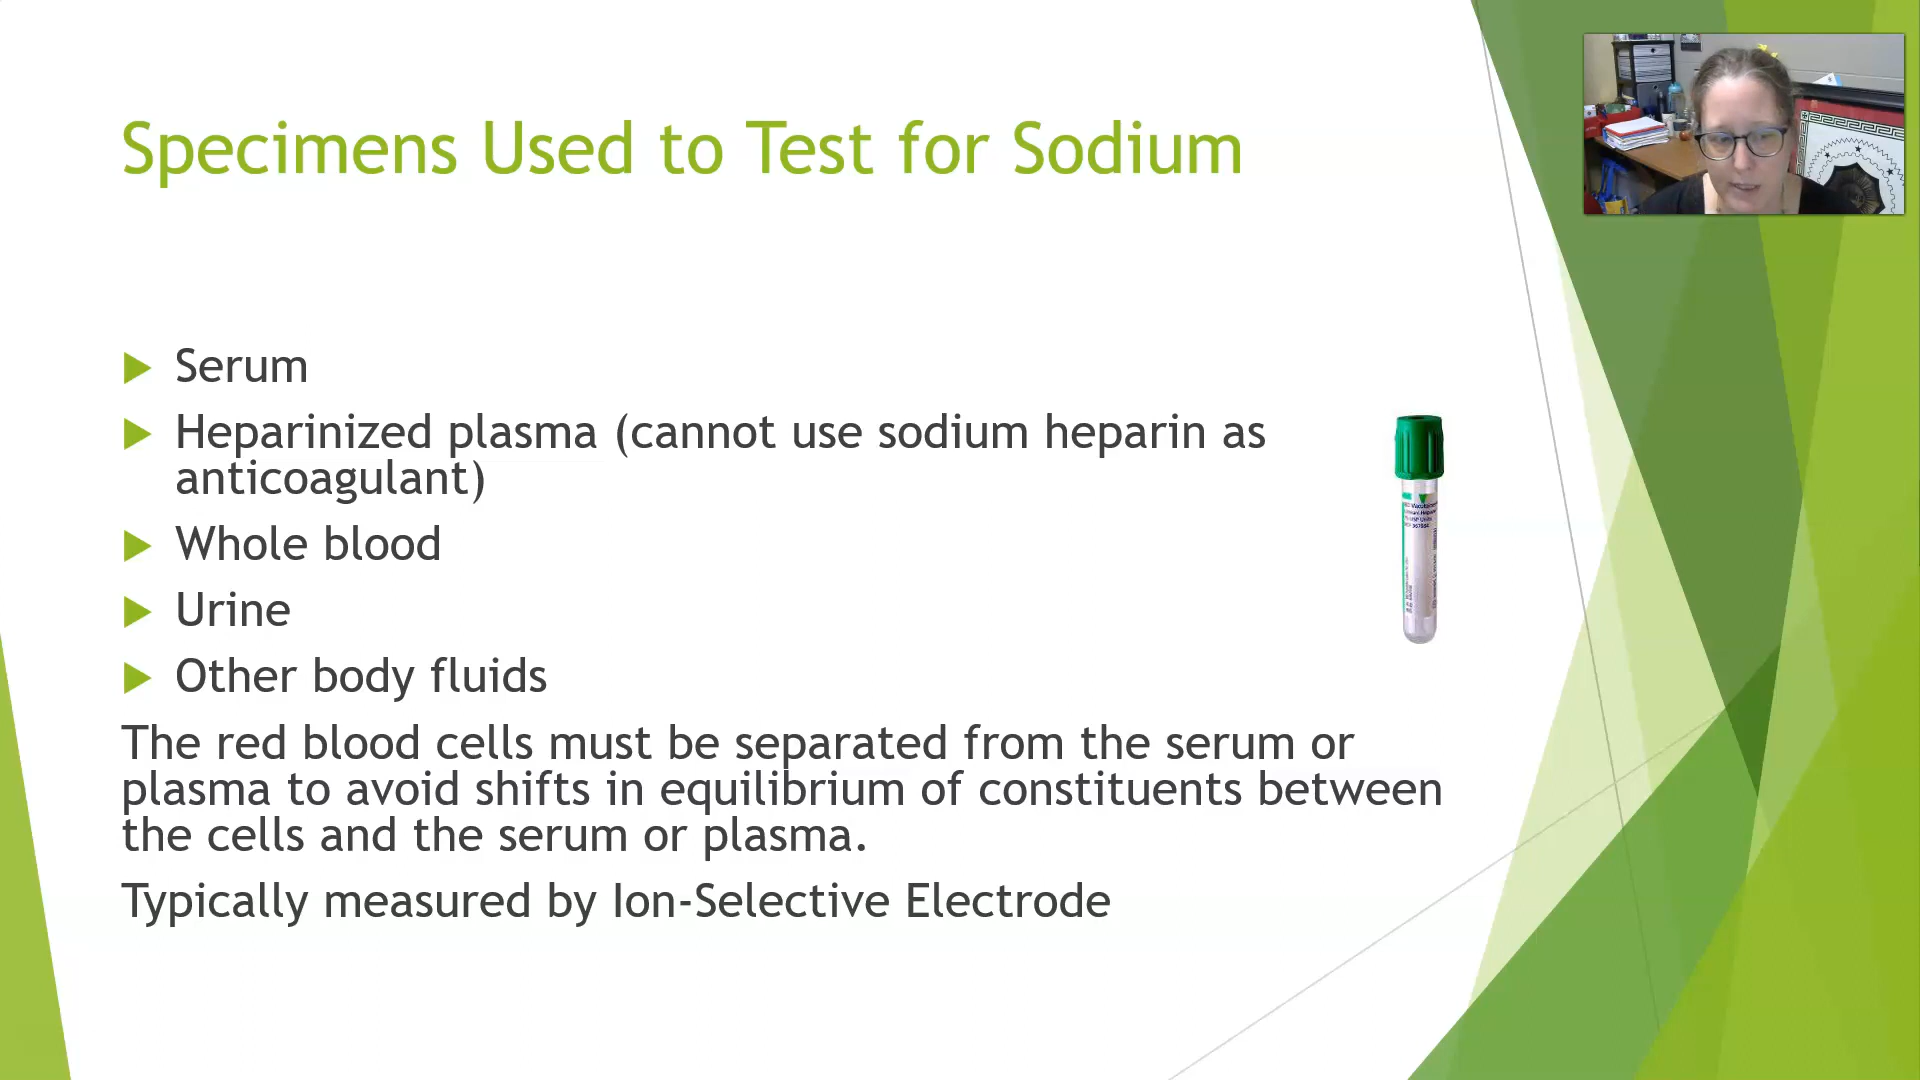 Specimens Used to Test for Sodium
Serum
Heparinized plasma (cannot use sodium heparin as
anticoagulant)
Whole blood
Urine
Other body fluids
The red blood cells must be separated from the serum or
plasma to avoid shifts in equilibrium of constituents between
the cells and the serum or plasma.
Typically measured by Ion-Selective Electrode